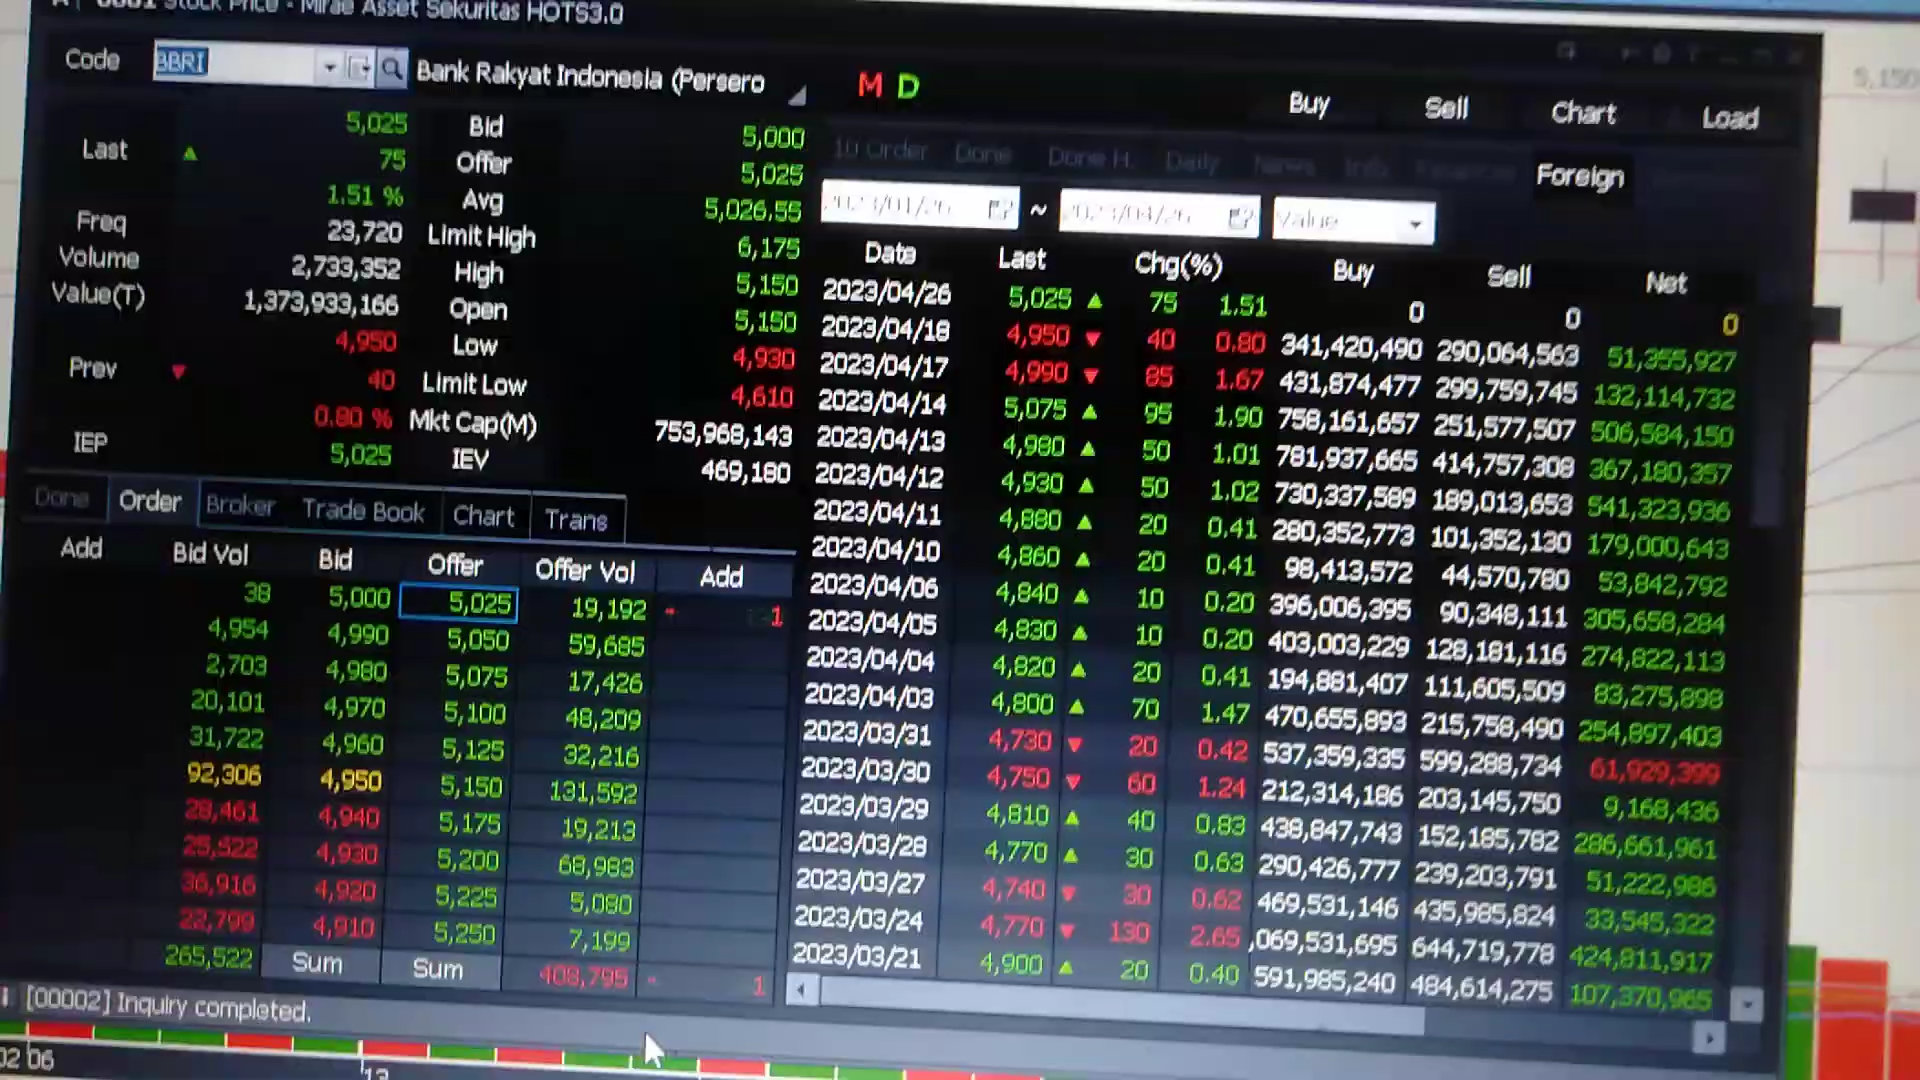 0001 Stock Price - Mirae Asset Sekuritas HOTS3.0
Code BBRI Bank Rakyat Indonesia (Persero M D
Buy Sell Chart Load
Last 5,025 Bid 5,000
75 Offer 5,025
1.51 % Avg 5,026.55
Freq 23,720 Limit High 6,175
Volume 2,733,352 High 5,150
Value(T) 1,373,933,166 Open 5,150
4,950 Low 4,930
Prev 40 Limit Low 4,610
0.80 % Mkt Cap(M) 753,968,143
IEP 5,025 IEV 469,180
Done Order Broker Trade Book Chart Trans
Add Bid Vol Bid Offer Offer Vol Add
38 5,000 5,025 19,192 1
4,954 4,990 5,050 59,685
2,703 4,980 5,075 17,426
20,101 4,970 5,100 48,209
31,722 4,960 5,125 32,216
92,306 4,950 5,150 131,592
28,461 4,940 5,175 19,213
25,522 4,930 5,200 68,983
36,916 4,920 5,225 5,080
22,799 4,910 5,250 7,199
265,522 Sum Sum 408,795 - 1
[00002] Inquiry completed.
10 Order Done Done H. Daily News Info Financial Foreign
2023/01/26 ~ 2023/04/26 Value
Date Last Chg(%) Buy Sell Net
2023/04/26 5,025 75 1.51 0 0 0
2023/04/18 4,950 40 0.80 341,420,490 290,064,563 51,355,927
2023/04/17 4,990 85 1.67 431,874,477 299,759,745 132,114,732
2023/04/14 5,075 95 1.90 758,161,657 251,577,507 506,584,150
2023/04/13 4,980 50 1.01 781,937,665 414,757,308 367,180,357
2023/04/12 4,930 50 1.02 730,337,589 189,013,653 541,323,936
2023/04/11 4,880 20 0.41 280,352,773 101,352,130 179,000,643
2023/04/10 4,860 20 0.41 98,413,572 44,570,780 53,842,792
2023/04/06 4,840 10 0.20 396,006,395 90,348,111 305,658,284
2023/04/05 4,830 10 0.20 403,003,229 128,181,116 274,822,113
2023/04/04 4,820 20 0.41 194,881,407 111,605,509 83,275,898
2023/04/03 4,800 70 1.47 470,655,893 215,758,490 254,897,403
2023/03/31 4,730 20 0.42 537,359,335 599,288,734 61,929,399
2023/03/30 4,750 60 1.24 212,314,186 203,145,750 9,168,436
2023/03/29 4,810 40 0.83 438,847,743 152,185,782 286,661,961
2023/03/28 4,770 30 0.63 290,426,777 239,203,791 51,222,986
2023/03/27 4,740 30 0.62 469,531,146 435,985,824 33,545,322
2023/03/24 4,770 130 2.65 ,069,531,695 644,719,778 424,811,917
2023/03/21 4,900 20 0.40 591,985,240 484,614,275 107,370,965
5,150
02 06
13